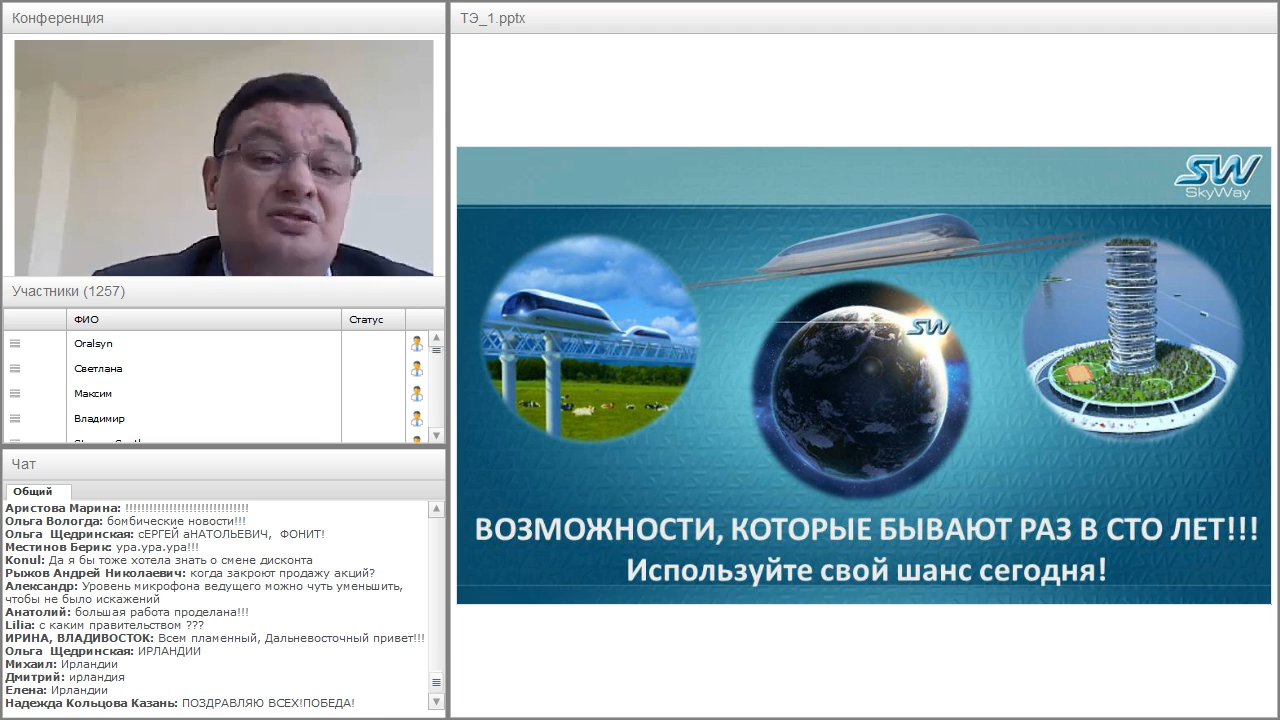 Конференция
Участники (1257)
ФИО
Статус
Oralsyn
Светлана
Максим
Владимир
Чат
Общий
Аристова Марина: !!!!!!!!!!!!!!!!!!!!!!!!!!!!!!!
Ольга Вологда: бомбические новости!!!
Ольга Щедринская: сЕРГЕЙ аНАТОЛЬЕВИЧ, ФОНИТ!
Местинов Берик: ура.ура.ура!!!
Konul: Да я бы тоже хотела знать о смене дисконта
Рыжов Андрей Николаевич: когда закроют продажу акций?
Александр: Уровень микрофона ведущего можно чуть уменьшить,
чтобы не было искажений
Анатолий: большая работа проделана!!!
Lilia: с каким правительством ???
ИРИНА, ВЛАДИВОСТОК: Всем пламенный, Дальневосточный привет!!!
Ольга Щедринская: ИРЛАНДИИ
Михаил: Ирландии
Дмитрий: ирландия
Елена: Ирландии
Надежда Кольцова Казань: ПОЗДРАВЛЯЮ ВСЕХ!ПОБЕДА!
ТЭ_1.pptx
SW
SkyWay
SW
ВОЗМОЖНОСТИ, КОТОРЫЕ БЫВАЮТ РАЗ В СТО ЛЕТ!!!
Используйте свой шанс сегодня!